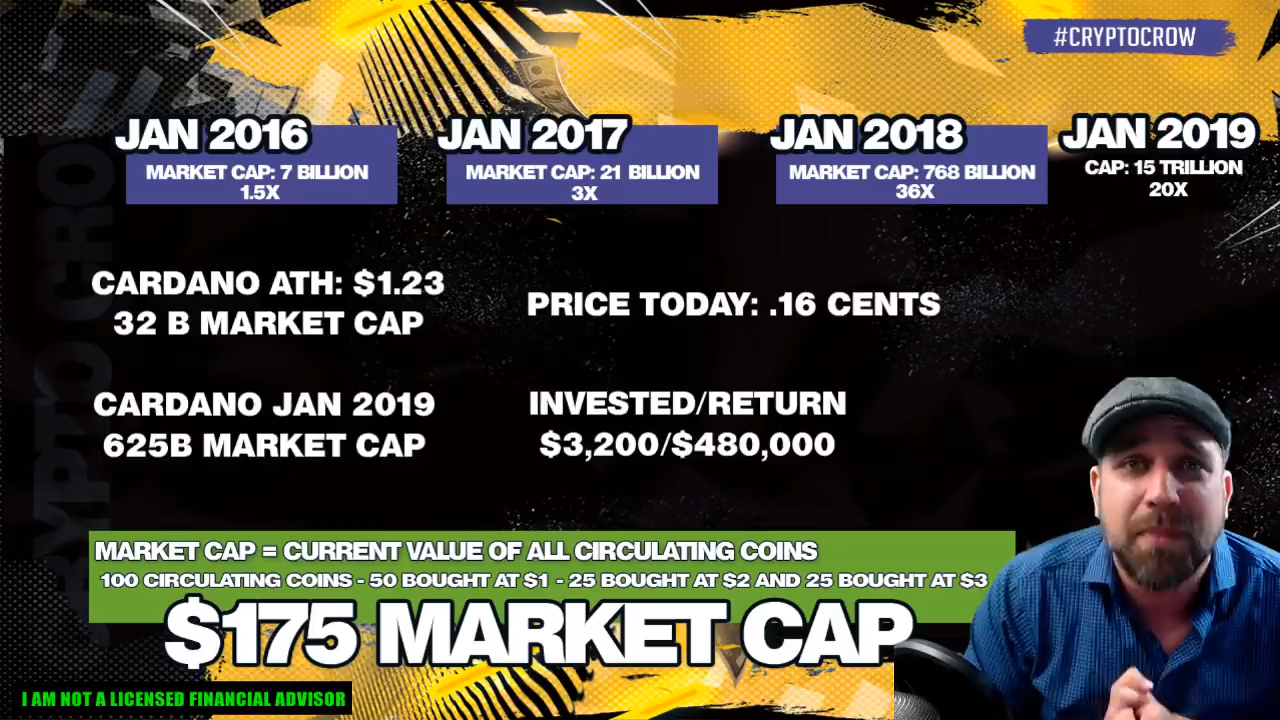 #CRYPTOCROW
JAN 2016
MARKET CAP: 7 BILLION
1.5X
JAN 2017
MARKET CAP: 21 BILLION
3X
JAN 2018
MARKET CAP: 768 BILLION
36X
JAN 2019
CAP: 15 TRILLION
20X
CARDANO ATH: $1.23
32 B MARKET CAP
PRICE TODAY: .16 CENTS
CARDANO JAN 2019
625B MARKET CAP
INVESTED/RETURN
$3,200/$480,000
MARKET CAP = CURRENT VALUE OF ALL CIRCULATING COINS
100 CIRCULATING COINS - 50 BOUGHT AT $1 - 25 BOUGHT AT $2 AND 25 BOUGHT AT $3
$175 MARKET CAP
I AM NOT A LICENSED FINANCIAL ADVISOR
CRYPTO CROW